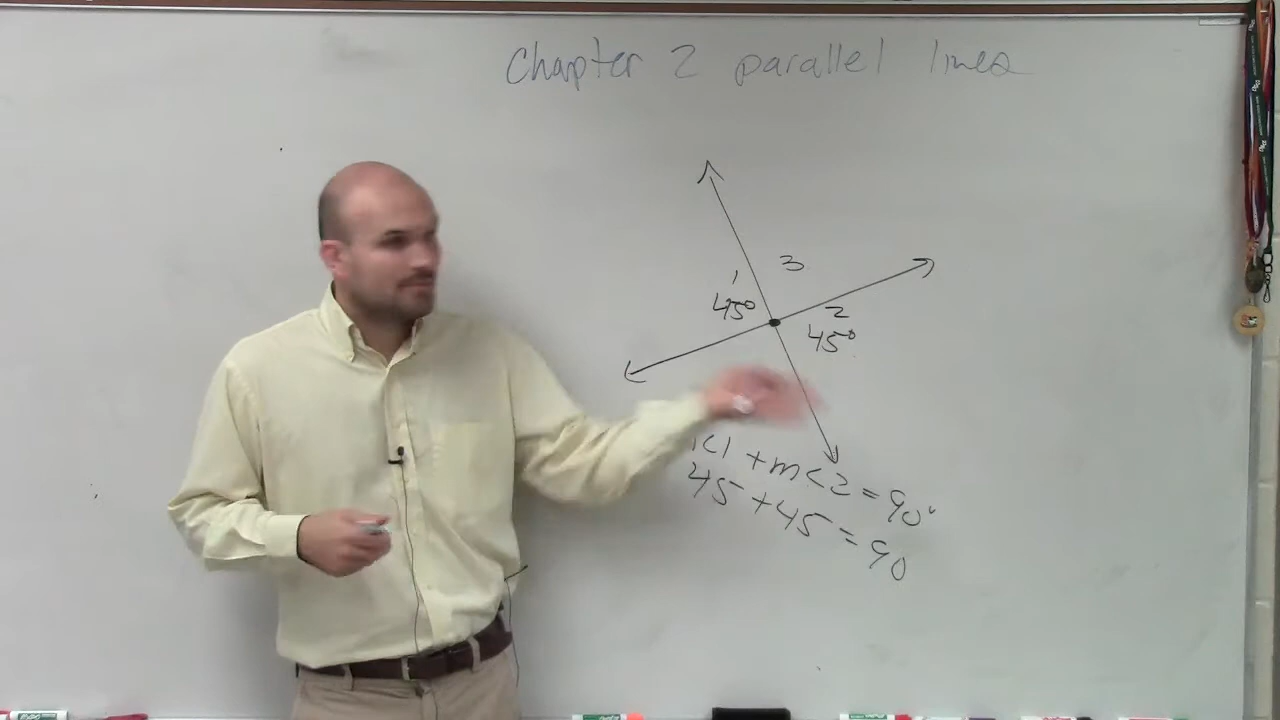 Chapter 2 parallel lines
3
1
45°
2
45°
<1 + m<2 = 90°
45 + 45 = 90